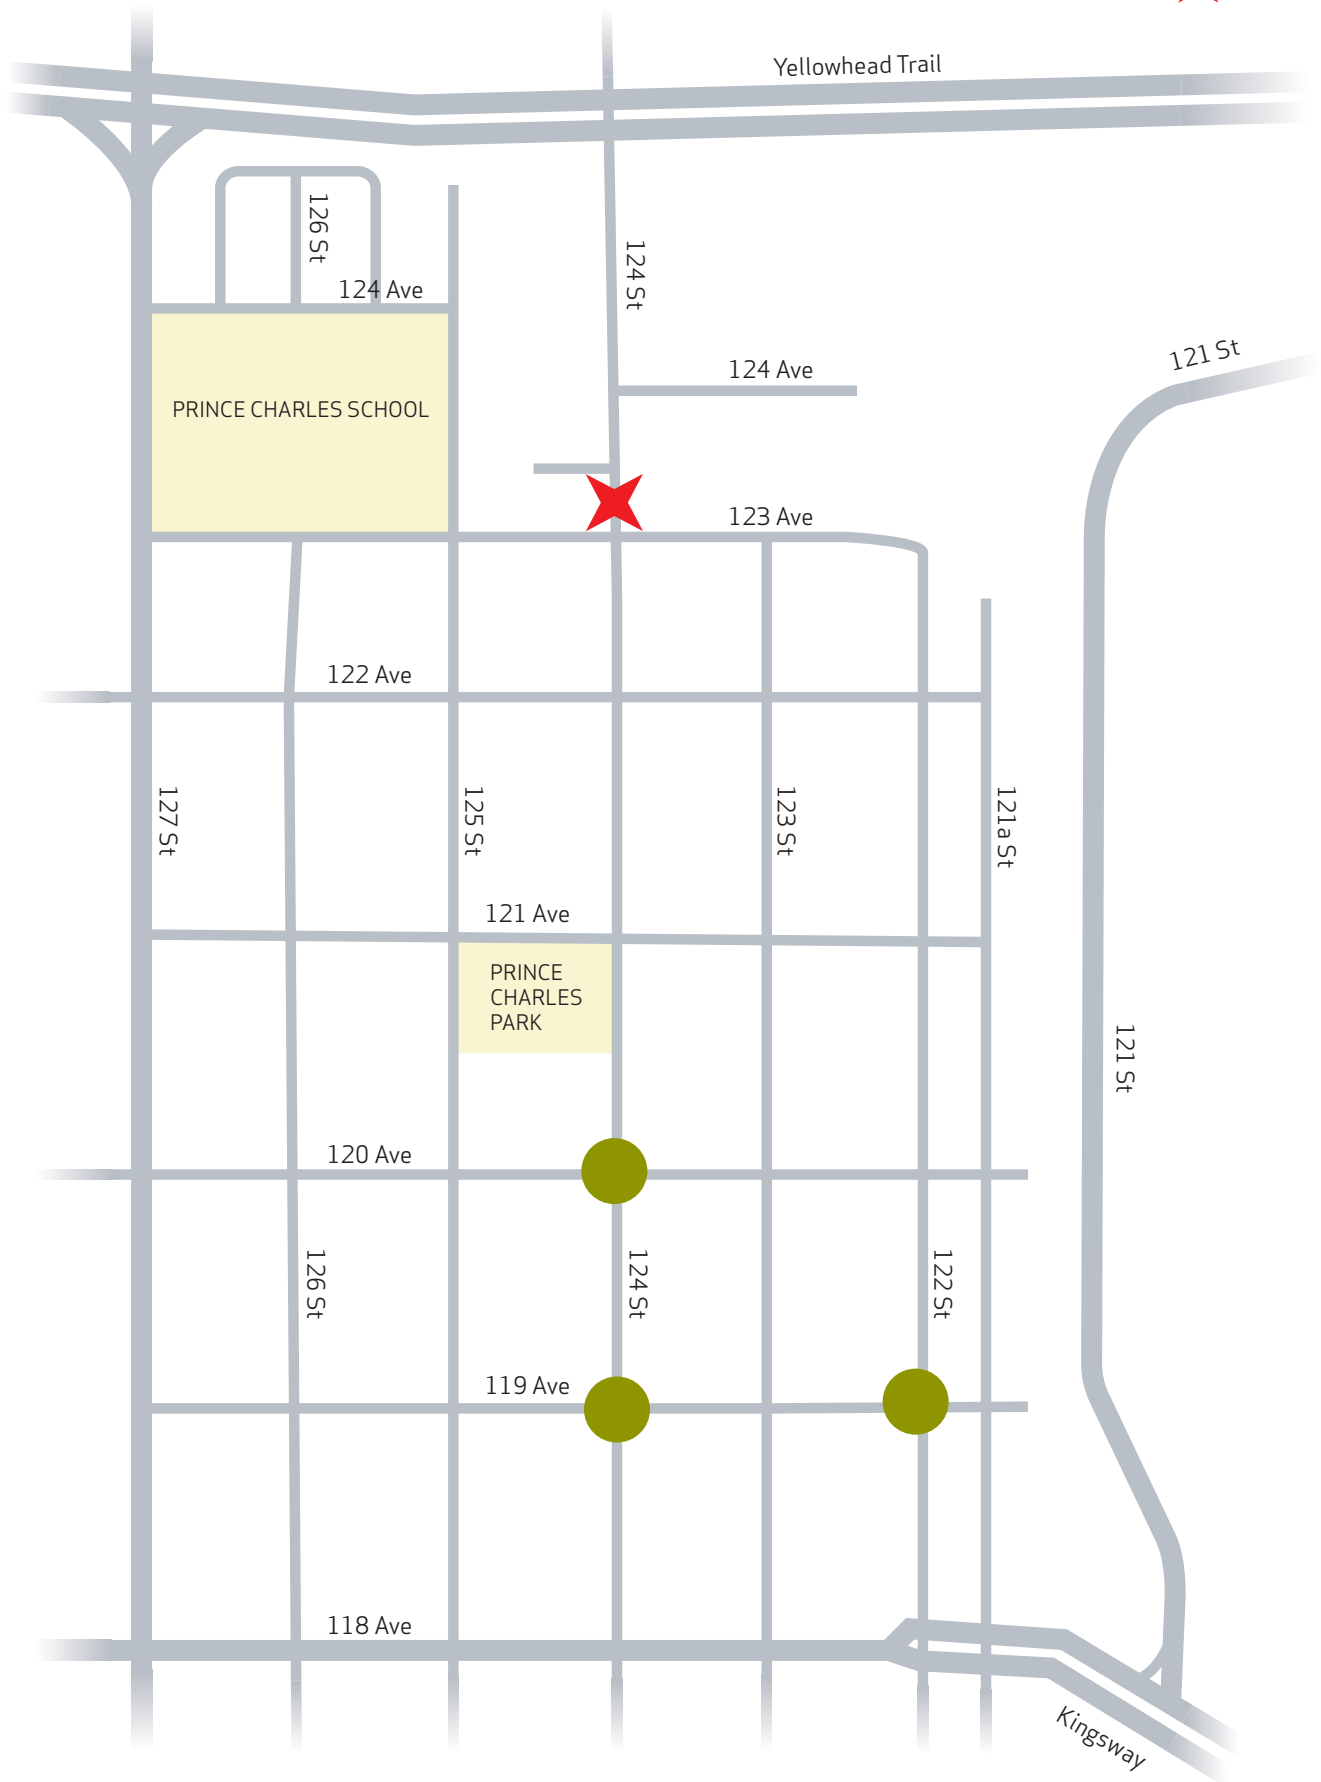 Yellowhead Trail
126 St
124 Ave
124 St
121 St
124 Ave
PRINCE CHARLES SCHOOL
123 Ave
122 Ave
127 St
125 St
123 St
121a St
121 Ave
PRINCE
CHARLES
PARK
121 St
120 Ave
126 St
124 St
122 St
119 Ave
118 Ave
Kingsway